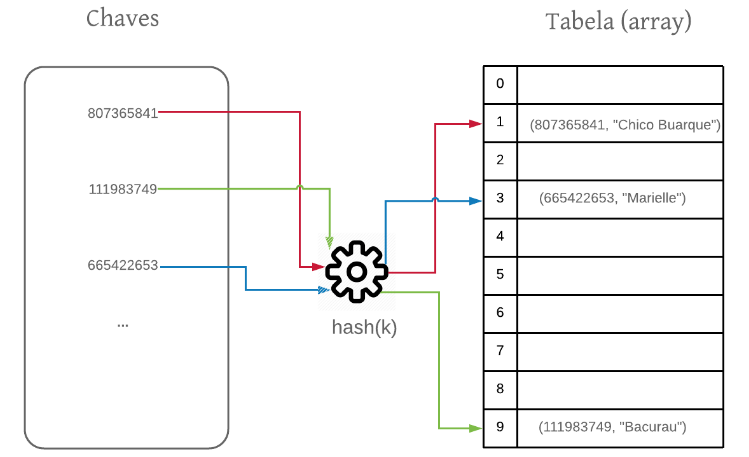 Chaves
Tabela (array)
807365841
111983749
665422653
...
hash(k)
0
1 (807365841, "Chico Buarque")
2
3 (665422653, "Marielle")
4
5
6
7
8
9 (111983749, "Bacurau")